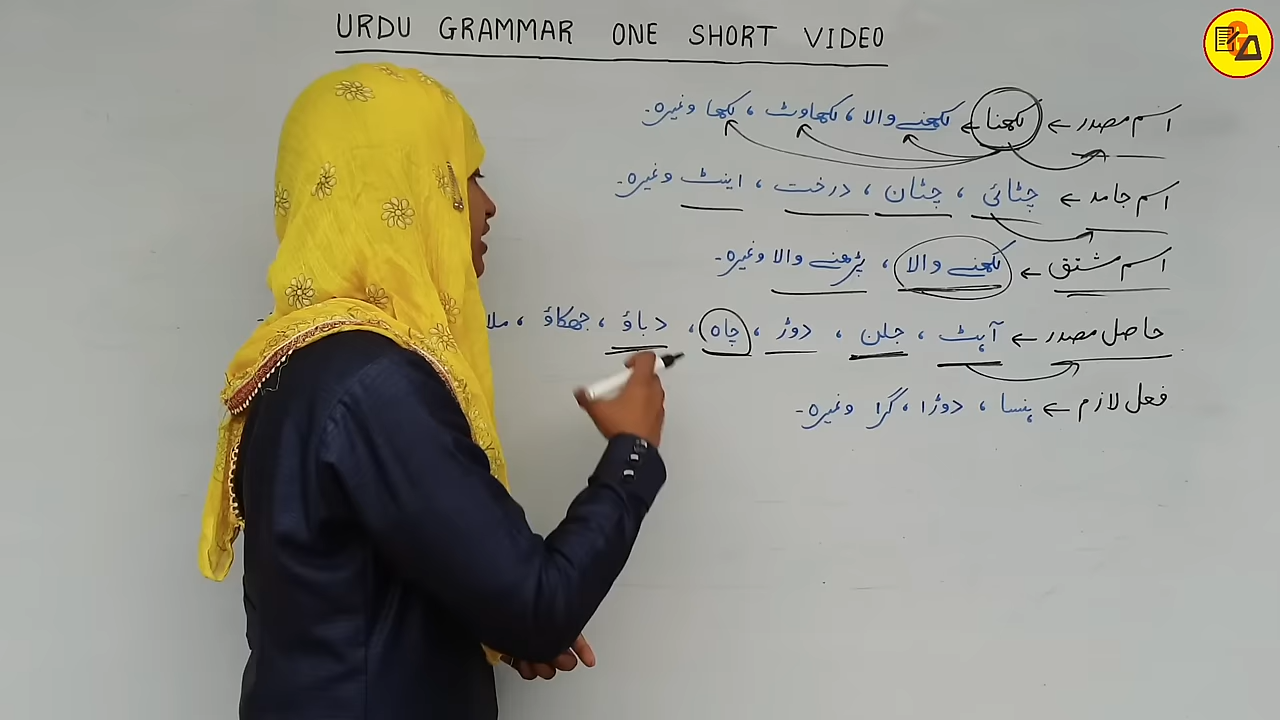 URDU GRAMMAR ONE SHORT VIDEO
اسم مصدر ← لکھنا ← لکھنے والا ، لکھاوٹ ، لکھا وغیرہ۔
اسم جامد ← چٹائی ، چٹان ، درخت ، اینٹ وغیرہ۔
اسم مشتق ← لکھنے والا ، پڑھنے والا وغیرہ۔
حاصل مصدر ← آہٹ ، جلن ، دوڑ ، چاہ ، دباؤ ، جھکاؤ ،
فعل لازم ← ہنسا ، دوڑا ، گرا وغیرہ۔